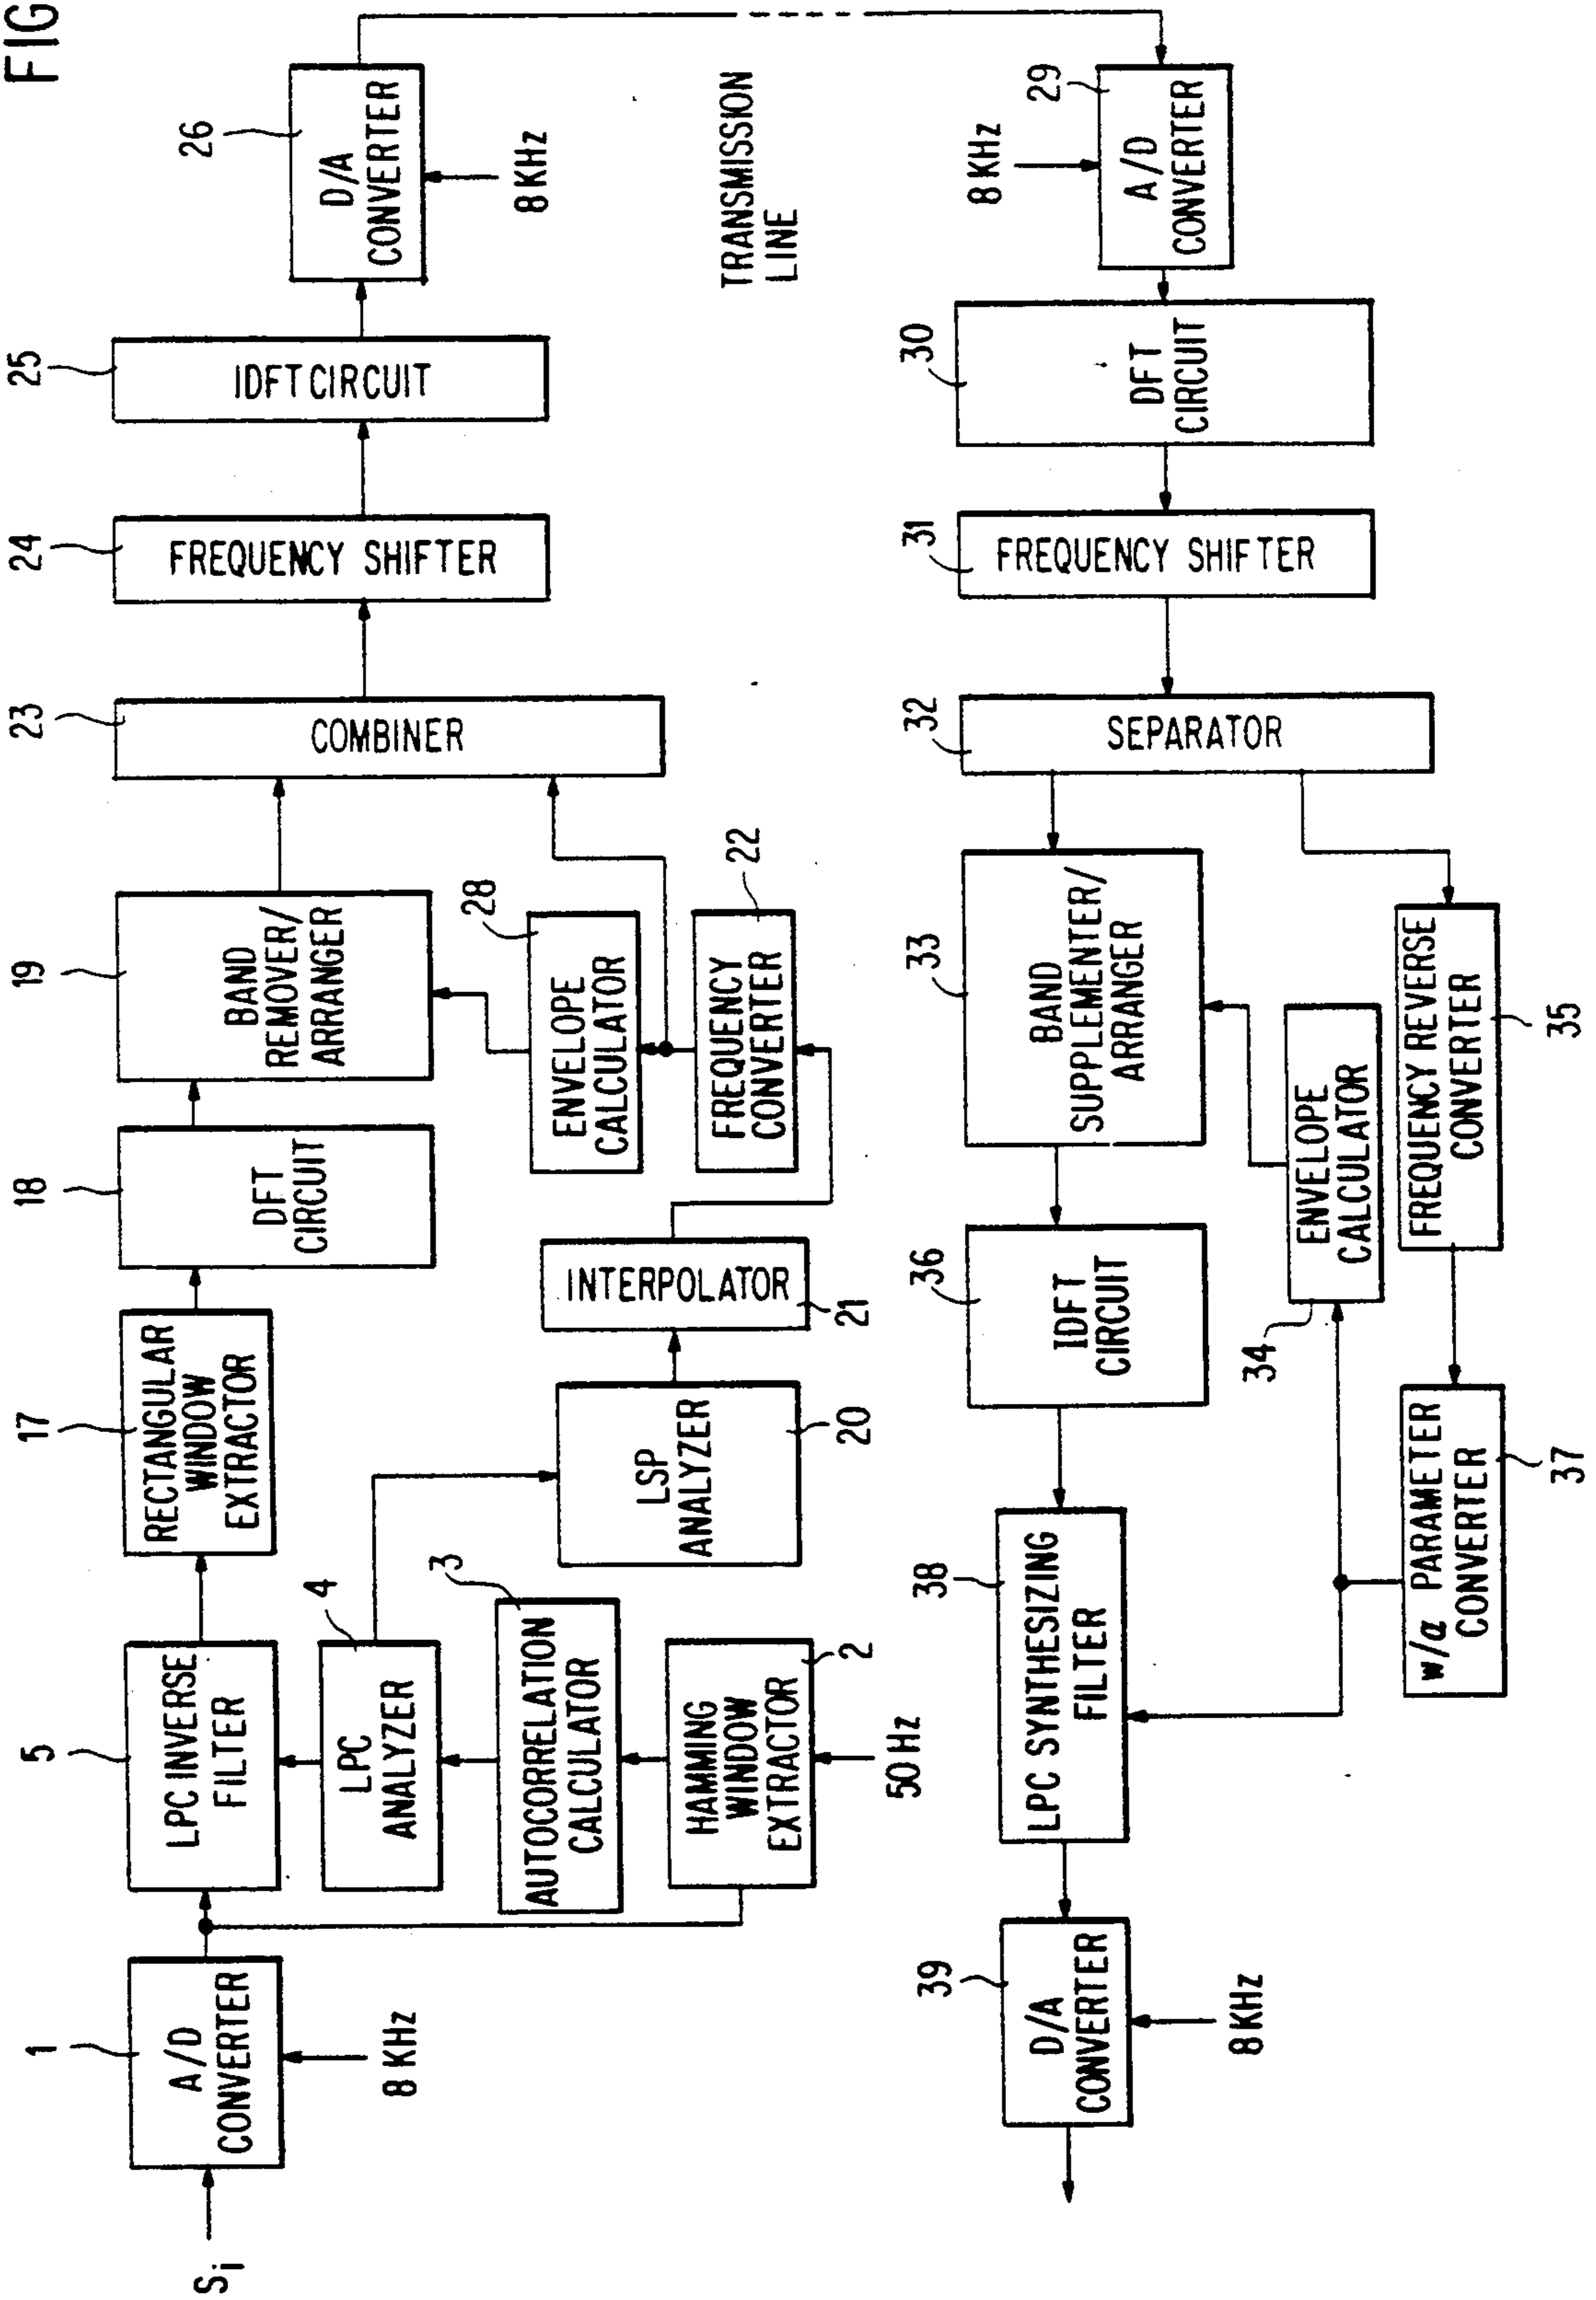 FIG
Si
1
A/D
CONVERTER
8 KHz
5
LPC INVERSE
FILTER
4
LPC
ANALYZER
3
AUTOCORRELATION
CALCULATOR
2
HAMMING
WINDOW
EXTRACTOR
50 Hz
17
RECTANGULAR
WINDOW
EXTRACTOR
18
DFT
CIRCUIT
19
BAND
REMOVER/
ARRANGER
20
LSP
ANALYZER
21
INTERPOLATOR
28
ENVELOPE
CALCULATOR
22
FREQUENCY
CONVERTER
23
COMBINER
24
FREQUENCY SHIFTER
25
IDFT CIRCUIT
26
D/A
CONVERTER
8 KHz
TRANSMISSION
LINE
29
A/D
CONVERTER
8 KHz
30
DFT
CIRCUIT
31
FREQUENCY SHIFTER
32
SEPARATOR
33
BAND
SUPPLEMENTER/
ARRANGER
34
ENVELOPE
CALCULATOR
35
FREQUENCY REVERSE
CONVERTER
36
IDFT
CIRCUIT
37
w/α PARAMETER
CONVERTER
38
LPC SYNTHESIZING
FILTER
39
D/A
CONVERTER
8 KHz